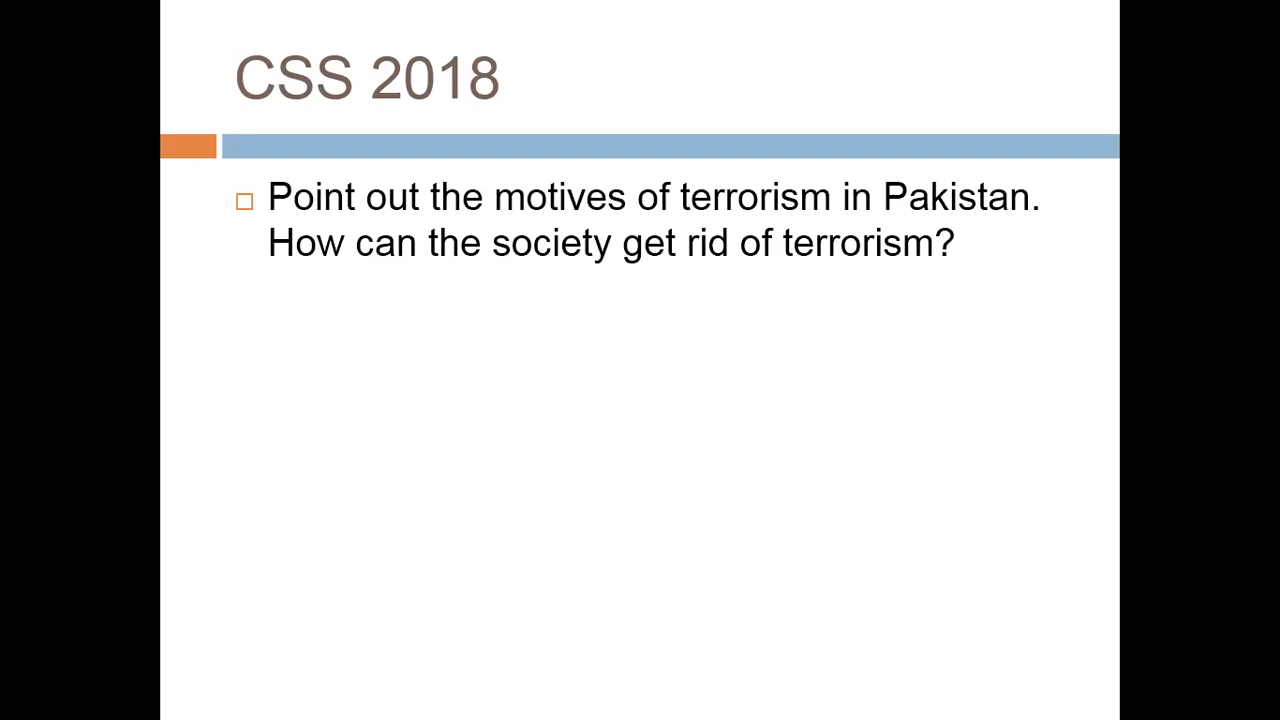 CSS 2018
Point out the motives of terrorism in Pakistan.
How can the society get rid of terrorism?